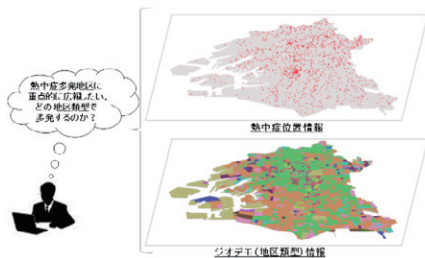 熱中症多発地区に
重点的に広報したい。
どの地区類型で
多発するのか？
熱中症位置情報
ジオデモ(地区類型)情報